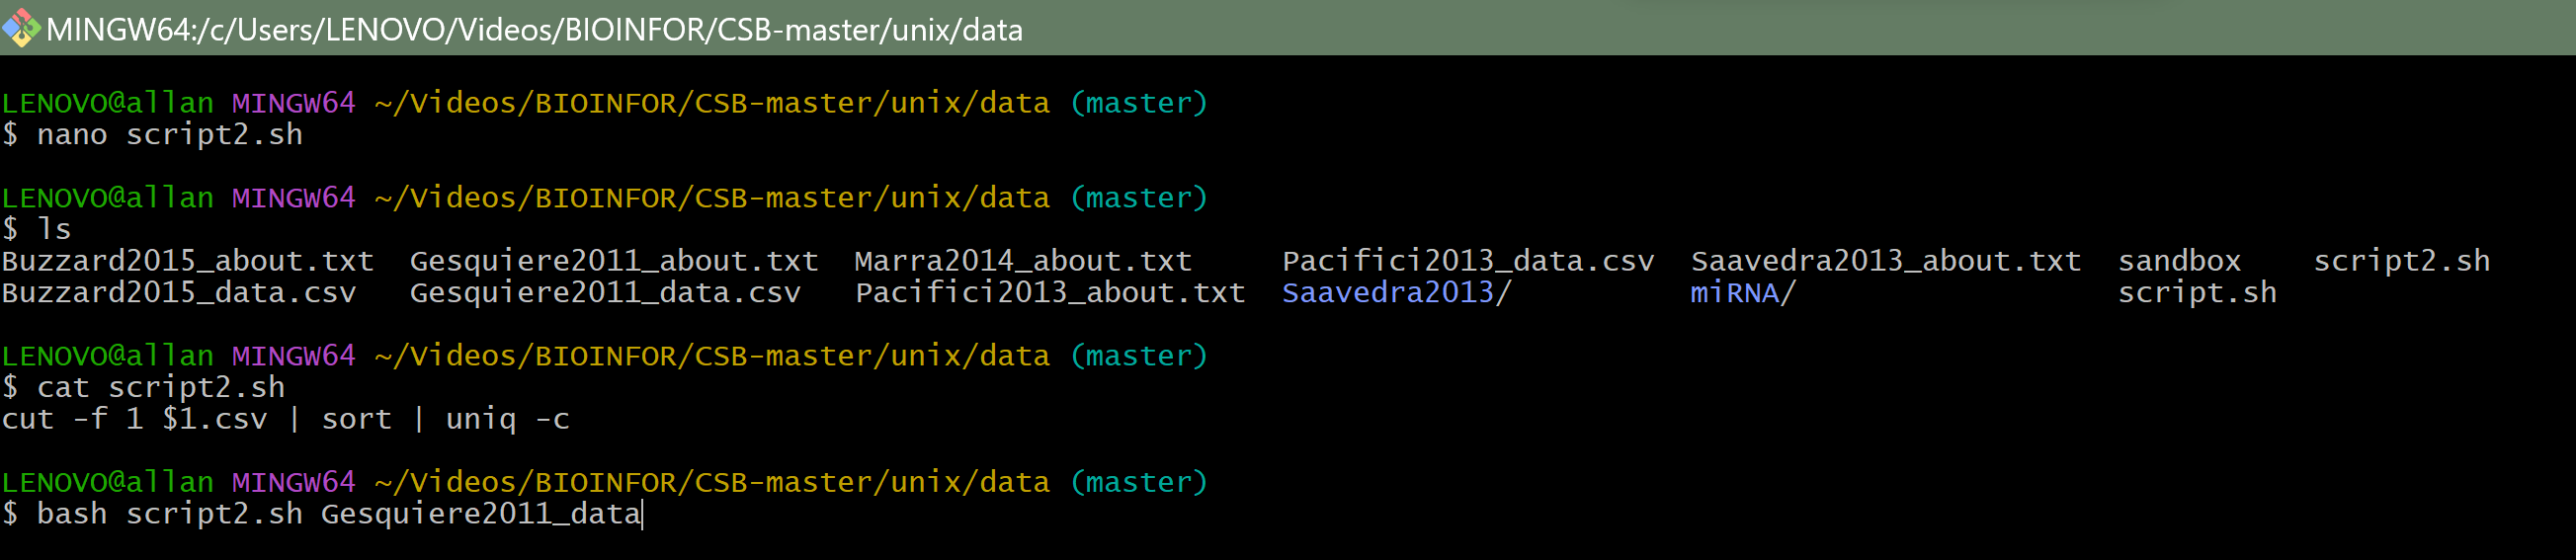 MINGW64:/c/Users/LENOVO/Videos/BIOINFOR/CSB-master/unix/data
LENOVO@allan MINGW64 ~/Videos/BIOINFOR/CSB-master/unix/data (master)
$ nano script2.sh
LENOVO@allan MINGW64 ~/Videos/BIOINFOR/CSB-master/unix/data (master)
$ ls
Buzzard2015_about.txt  Gesquiere2011_about.txt  Marra2014_about.txt     Pacifici2013_data.csv  Saavedra2013_about.txt  sandbox    script2.sh
Buzzard2015_data.csv   Gesquiere2011_data.csv   Pacifici2013_about.txt  Saavedra2013/          miRNA/                  script.sh
LENOVO@allan MINGW64 ~/Videos/BIOINFOR/CSB-master/unix/data (master)
$ cat script2.sh
cut -f 1 $1.csv | sort | uniq -c
LENOVO@allan MINGW64 ~/Videos/BIOINFOR/CSB-master/unix/data (master)
$ bash script2.sh Gesquiere2011_data